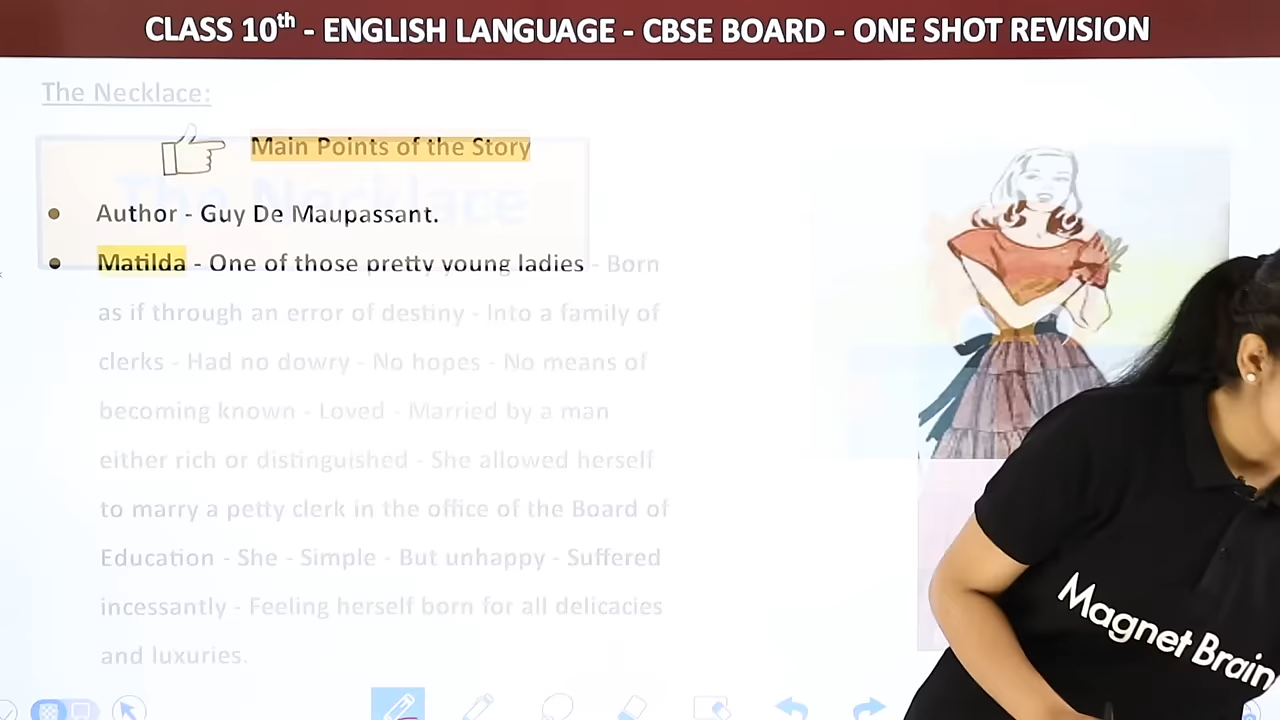 CLASS 10th - ENGLISH LANGUAGE - CBSE BOARD - ONE SHOT REVISION
The Necklace:
Main Points of the Story
The Necklace
• Author - Guy De Maupassant.
• Matilda - One of those pretty young ladies - Born
as if through an error of destiny - Into a family of
clerks - Had no dowry - No hopes - No means of
becoming known - Loved - Married by a man
either rich or distinguished - She allowed herself
to marry a petty clerk in the office of the Board of
Education - She - Simple - But unhappy - Suffered
incessantly - Feeling herself born for all delicacies
and luxuries.
Magnet Brain